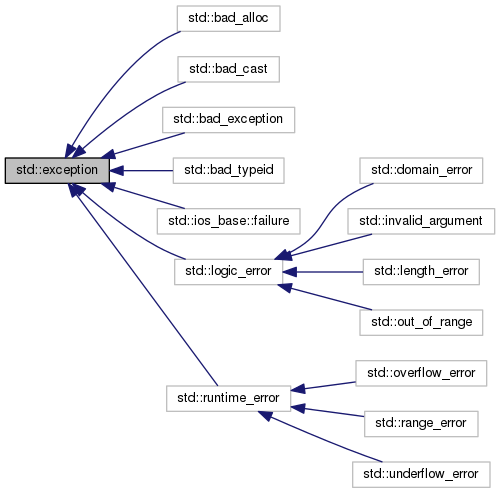 std::bad_alloc
std::bad_cast
std::bad_exception
std::exception
std::bad_typeid
std::domain_error
std::ios_base::failure
std::invalid_argument
std::logic_error
std::length_error
std::out_of_range
std::overflow_error
std::runtime_error
std::range_error
std::underflow_error